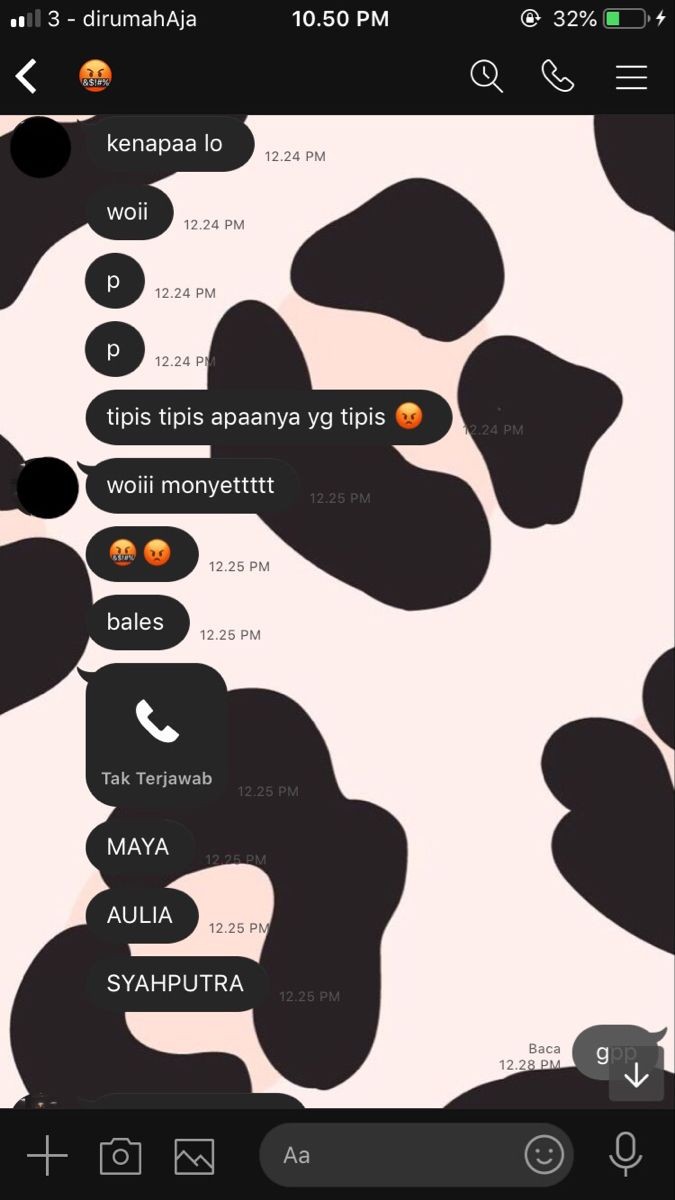 3 - dirumahAja 10.50 PM 32%
kenapaa lo 12.24 PM
woii 12.24 PM
p 12.24 PM
p 12.24 PM
tipis tipis apaanya yg tipis 😡 12.24 PM
woiii monyettttt 12.25 PM
🤬😡 12.25 PM
bales 12.25 PM
Tak Terjawab 12.25 PM
MAYA 12.25 PM
AULIA 12.25 PM
SYAHPUTRA 12.25 PM
Baca
12.28 PM gpp
Aa